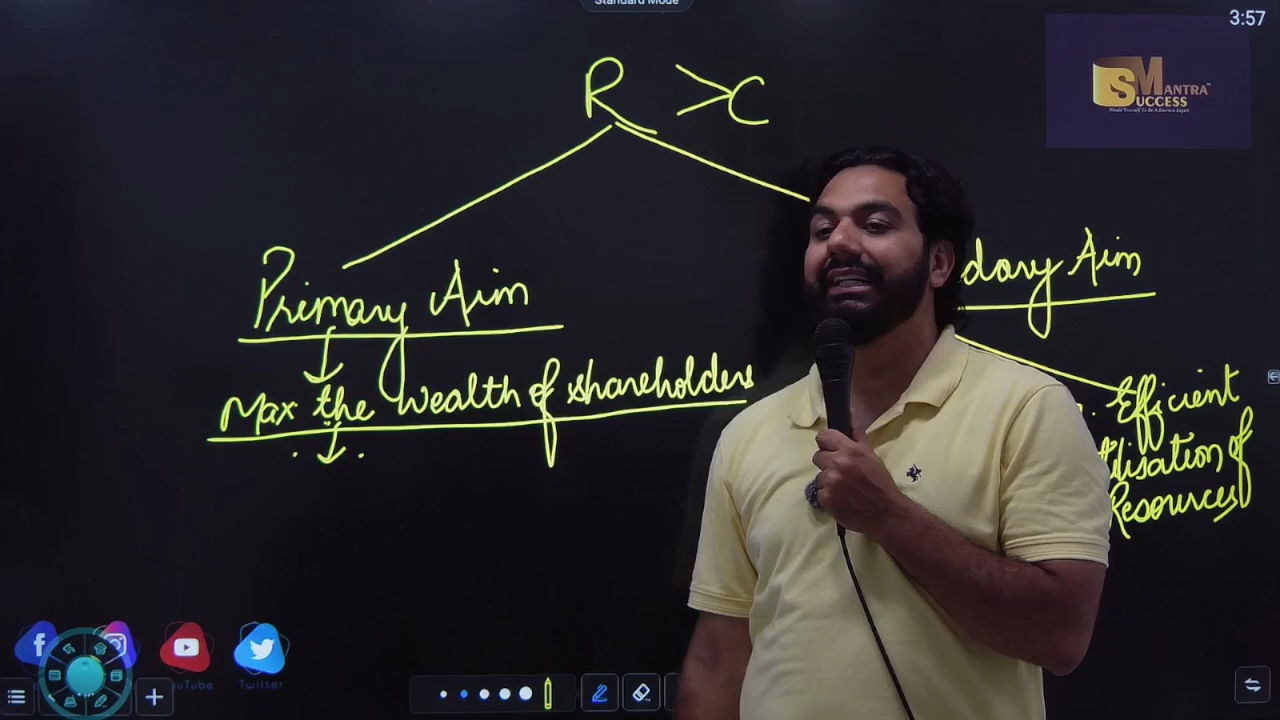 Standard Mode
3:57
R > C
SMANTRA
SUCCESS
Primary Aim
dary Aim
Max the wealth of shareholders
Efficient
tilisation of
Resources
Twitter